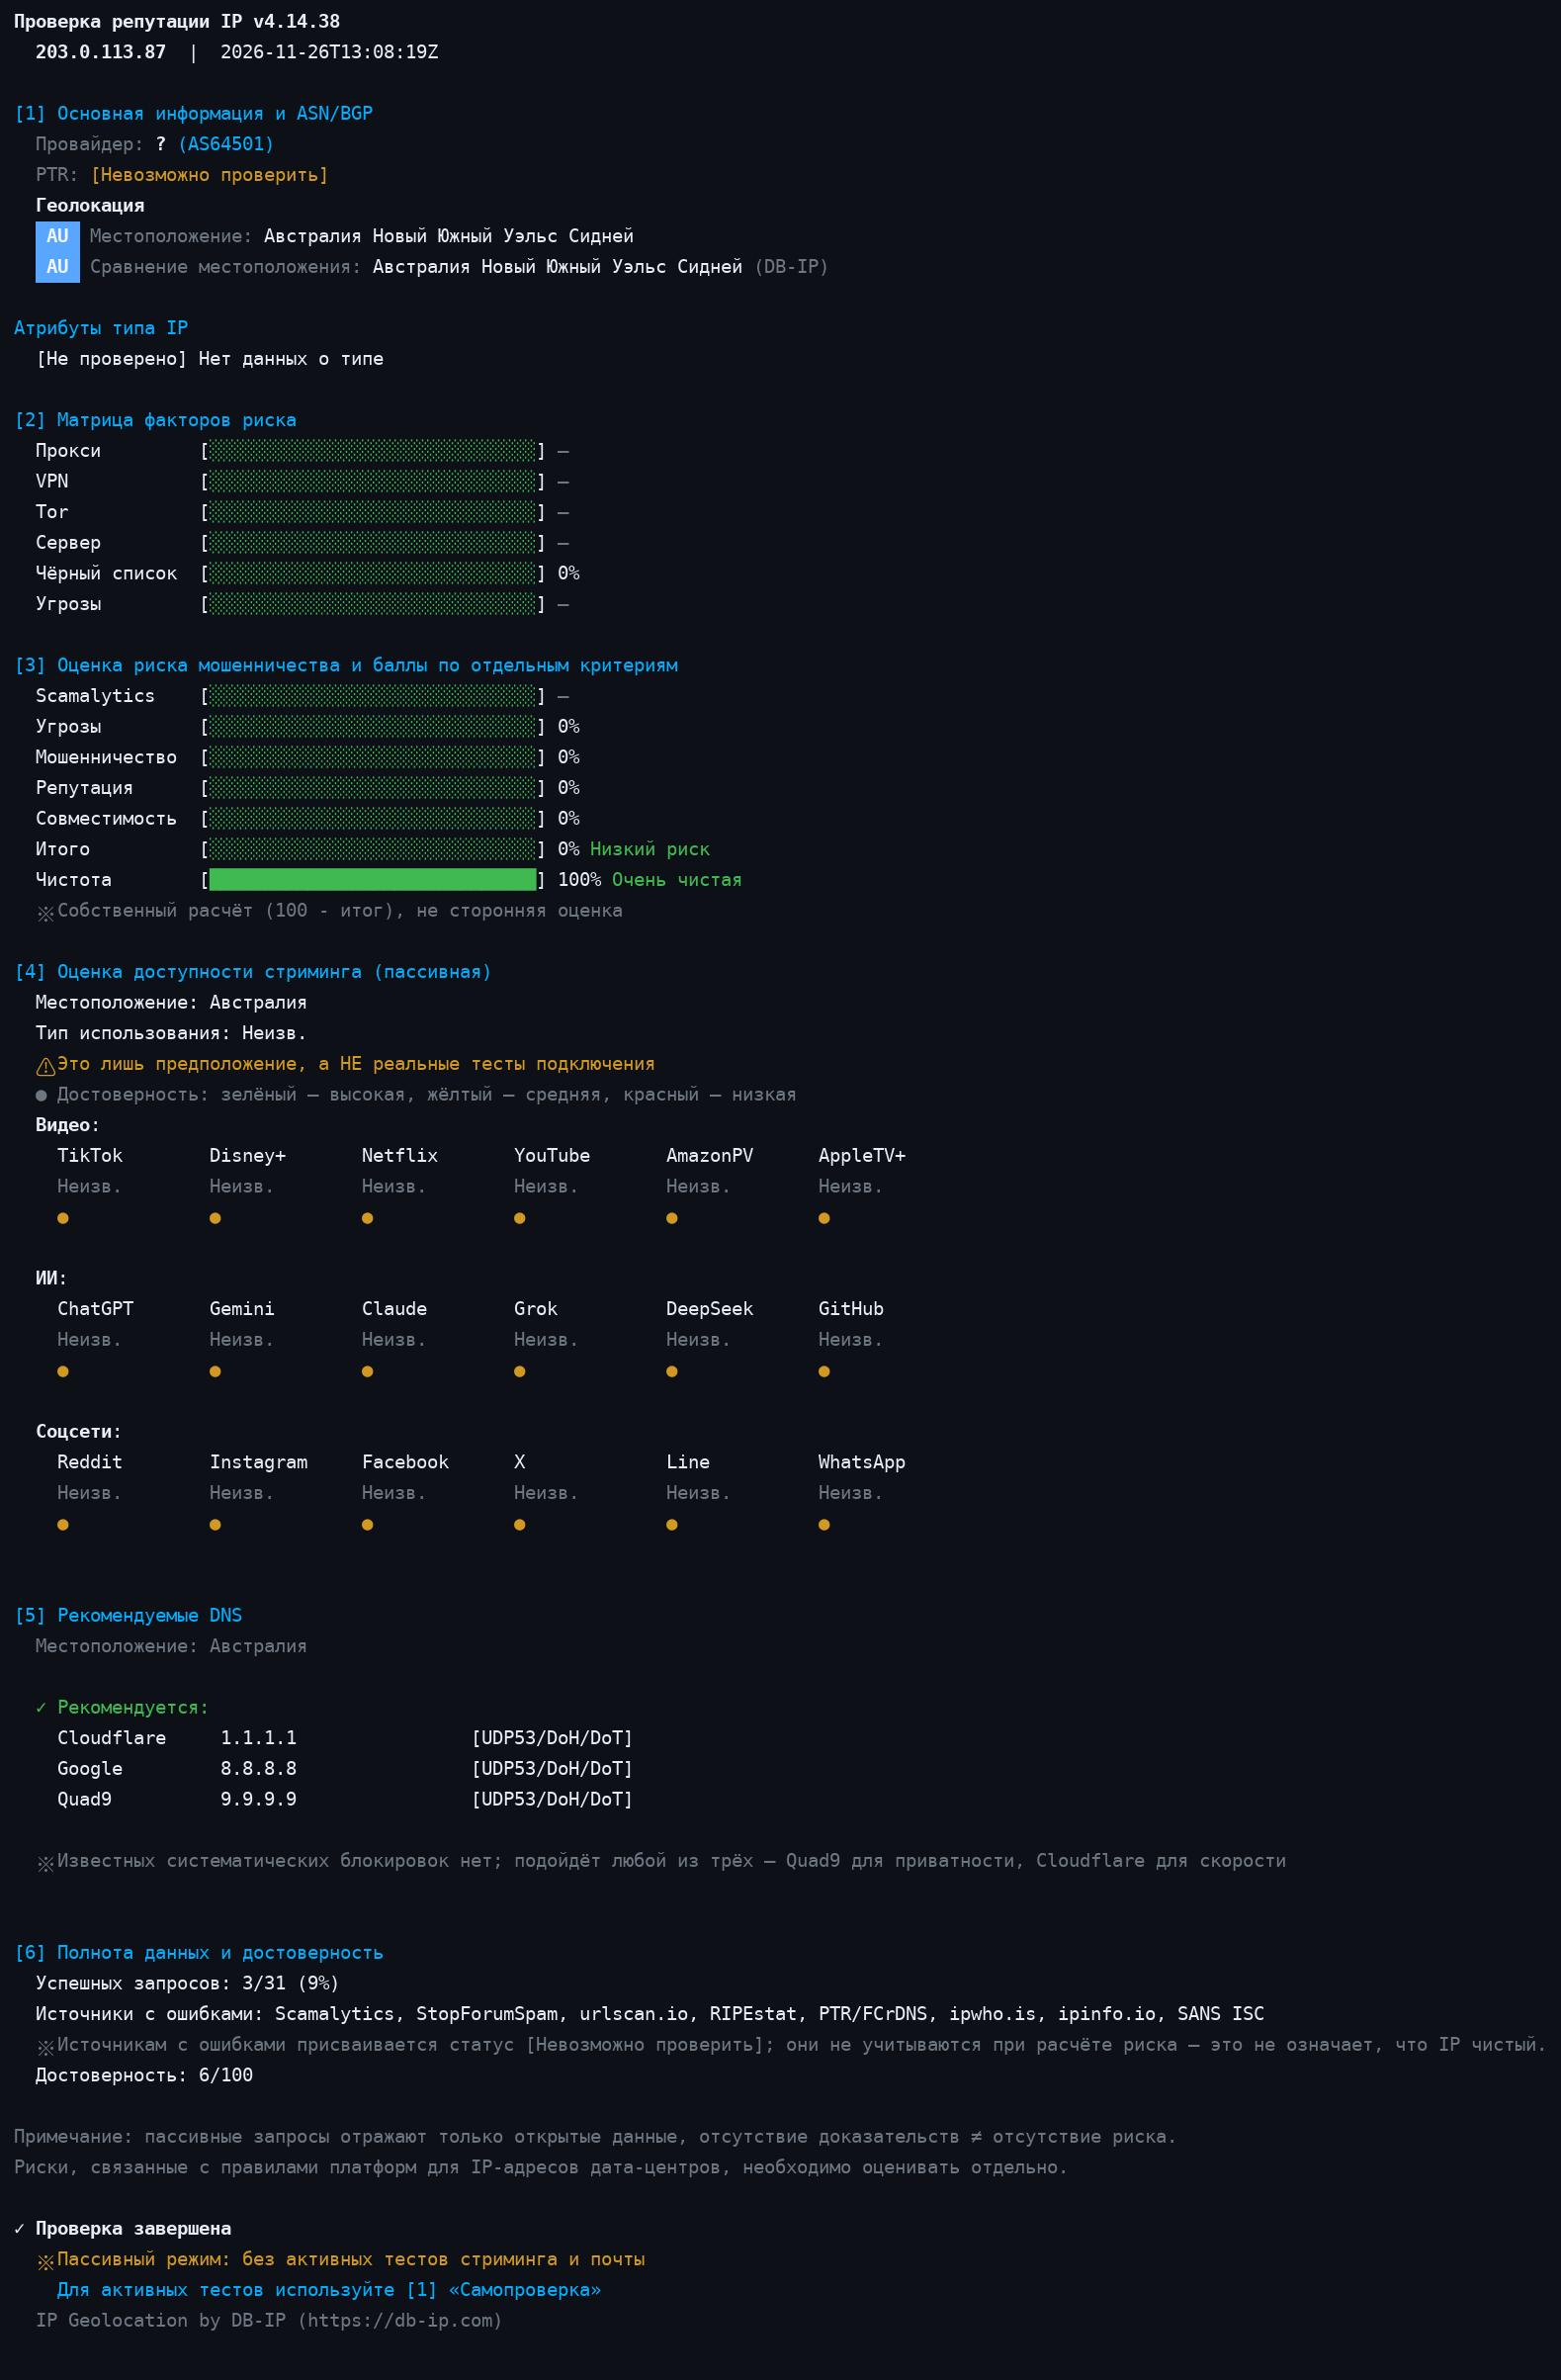 Проверка репутации IP v4.14.38
203.0.113.87 | 2026-11-26T13:08:19Z
[1] Основная информация и ASN/BGP
Провайдер: ? (AS64501)
PTR: [Невозможно проверить]
Геолокация
AU Местоположение: Австралия Новый Южный Уэльс Сидней
AU Сравнение местоположения: Австралия Новый Южный Уэльс Сидней (DB-IP)
Атрибуты типа IP
[Не проверено] Нет данных о типе
[2] Матрица факторов риска
Прокси [░░░░░░░░░░░░░░░░░░░░░░░░░░░░░░] —
VPN [░░░░░░░░░░░░░░░░░░░░░░░░░░░░░░] —
Tor [░░░░░░░░░░░░░░░░░░░░░░░░░░░░░░] —
Сервер [░░░░░░░░░░░░░░░░░░░░░░░░░░░░░░] —
Чёрный список [░░░░░░░░░░░░░░░░░░░░░░░░░░░░░░] 0%
Угрозы [░░░░░░░░░░░░░░░░░░░░░░░░░░░░░░] —
[3] Оценка риска мошенничества и баллы по отдельным критериям
Scamalytics [░░░░░░░░░░░░░░░░░░░░░░░░░░░░░░] —
Угрозы [░░░░░░░░░░░░░░░░░░░░░░░░░░░░░░] 0%
Мошенничество [░░░░░░░░░░░░░░░░░░░░░░░░░░░░░░] 0%
Репутация [░░░░░░░░░░░░░░░░░░░░░░░░░░░░░░] 0%
Совместимость [░░░░░░░░░░░░░░░░░░░░░░░░░░░░░░] 0%
Итого [░░░░░░░░░░░░░░░░░░░░░░░░░░░░░░] 0% Низкий риск
Чистота [██████████████████████████████] 100% Очень чистая
※Собственный расчёт (100 - итог), не сторонняя оценка
[4] Оценка доступности стриминга (пассивная)
Местоположение: Австралия
Тип использования: Неизв.
⚠Это лишь предположение, а НЕ реальные тесты подключения
● Достоверность: зелёный — высокая, жёлтый — средняя, красный — низкая
Видео:
TikTok Disney+ Netflix YouTube AmazonPV AppleTV+
Неизв. Неизв. Неизв. Неизв. Неизв. Неизв.
● ● ● ● ● ●
ИИ:
ChatGPT Gemini Claude Grok DeepSeek GitHub
Неизв. Неизв. Неизв. Неизв. Неизв. Неизв.
● ● ● ● ● ●
Соцсети:
Reddit Instagram Facebook X Line WhatsApp
Неизв. Неизв. Неизв. Неизв. Неизв. Неизв.
● ● ● ● ● ●
[5] Рекомендуемые DNS
Местоположение: Австралия
✓ Рекомендуется:
Cloudflare 1.1.1.1 [UDP53/DoH/DoT]
Google 8.8.8.8 [UDP53/DoH/DoT]
Quad9 9.9.9.9 [UDP53/DoH/DoT]
※Известных систематических блокировок нет; подойдёт любой из трёх — Quad9 для приватности, Cloudflare для скорости
[6] Полнота данных и достоверность
Успешных запросов: 3/31 (9%)
Источники с ошибками: Scamalytics, StopForumSpam, urlscan.io, RIPEstat, PTR/FCrDNS, ipwho.is, ipinfo.io, SANS ISC
※Источникам с ошибками присваивается статус [Невозможно проверить]; они не учитываются при расчёте риска — это не означает, что IP чистый.
Достоверность: 6/100
Примечание: пассивные запросы отражают только открытые данные, отсутствие доказательств ≠ отсутствие риска.
Риски, связанные с правилами платформ для IP-адресов дата-центров, необходимо оценивать отдельно.
✓ Проверка завершена
※Пассивный режим: без активных тестов стриминга и почты
Для активных тестов используйте [1] «Самопроверка»
IP Geolocation by DB-IP (https://db-ip.com)